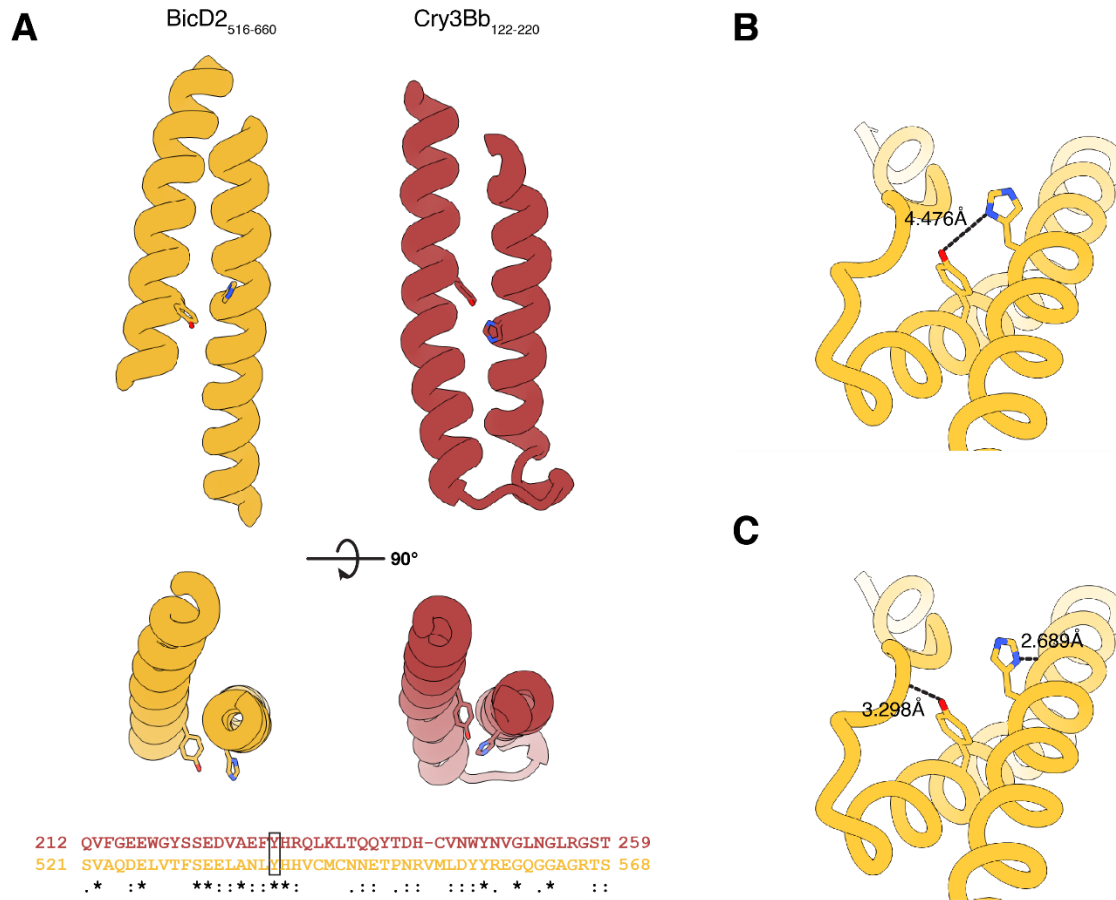 A
BicD2516-660
Cry3Bb122-220
90°
212 QVFGEEWGYSSEDVAEFYHRQLKLTQQYTDH-CVNWYNVGLNGLRGST 259
521 SVAQDELVTFSEELANLYHHVCMCNNETPNRVMLDYYREGQGGAGRTS 568
.* :* **::*::**: .:: ::::* * .* ::
B
4.476Å
C
2.689Å
3.298Å